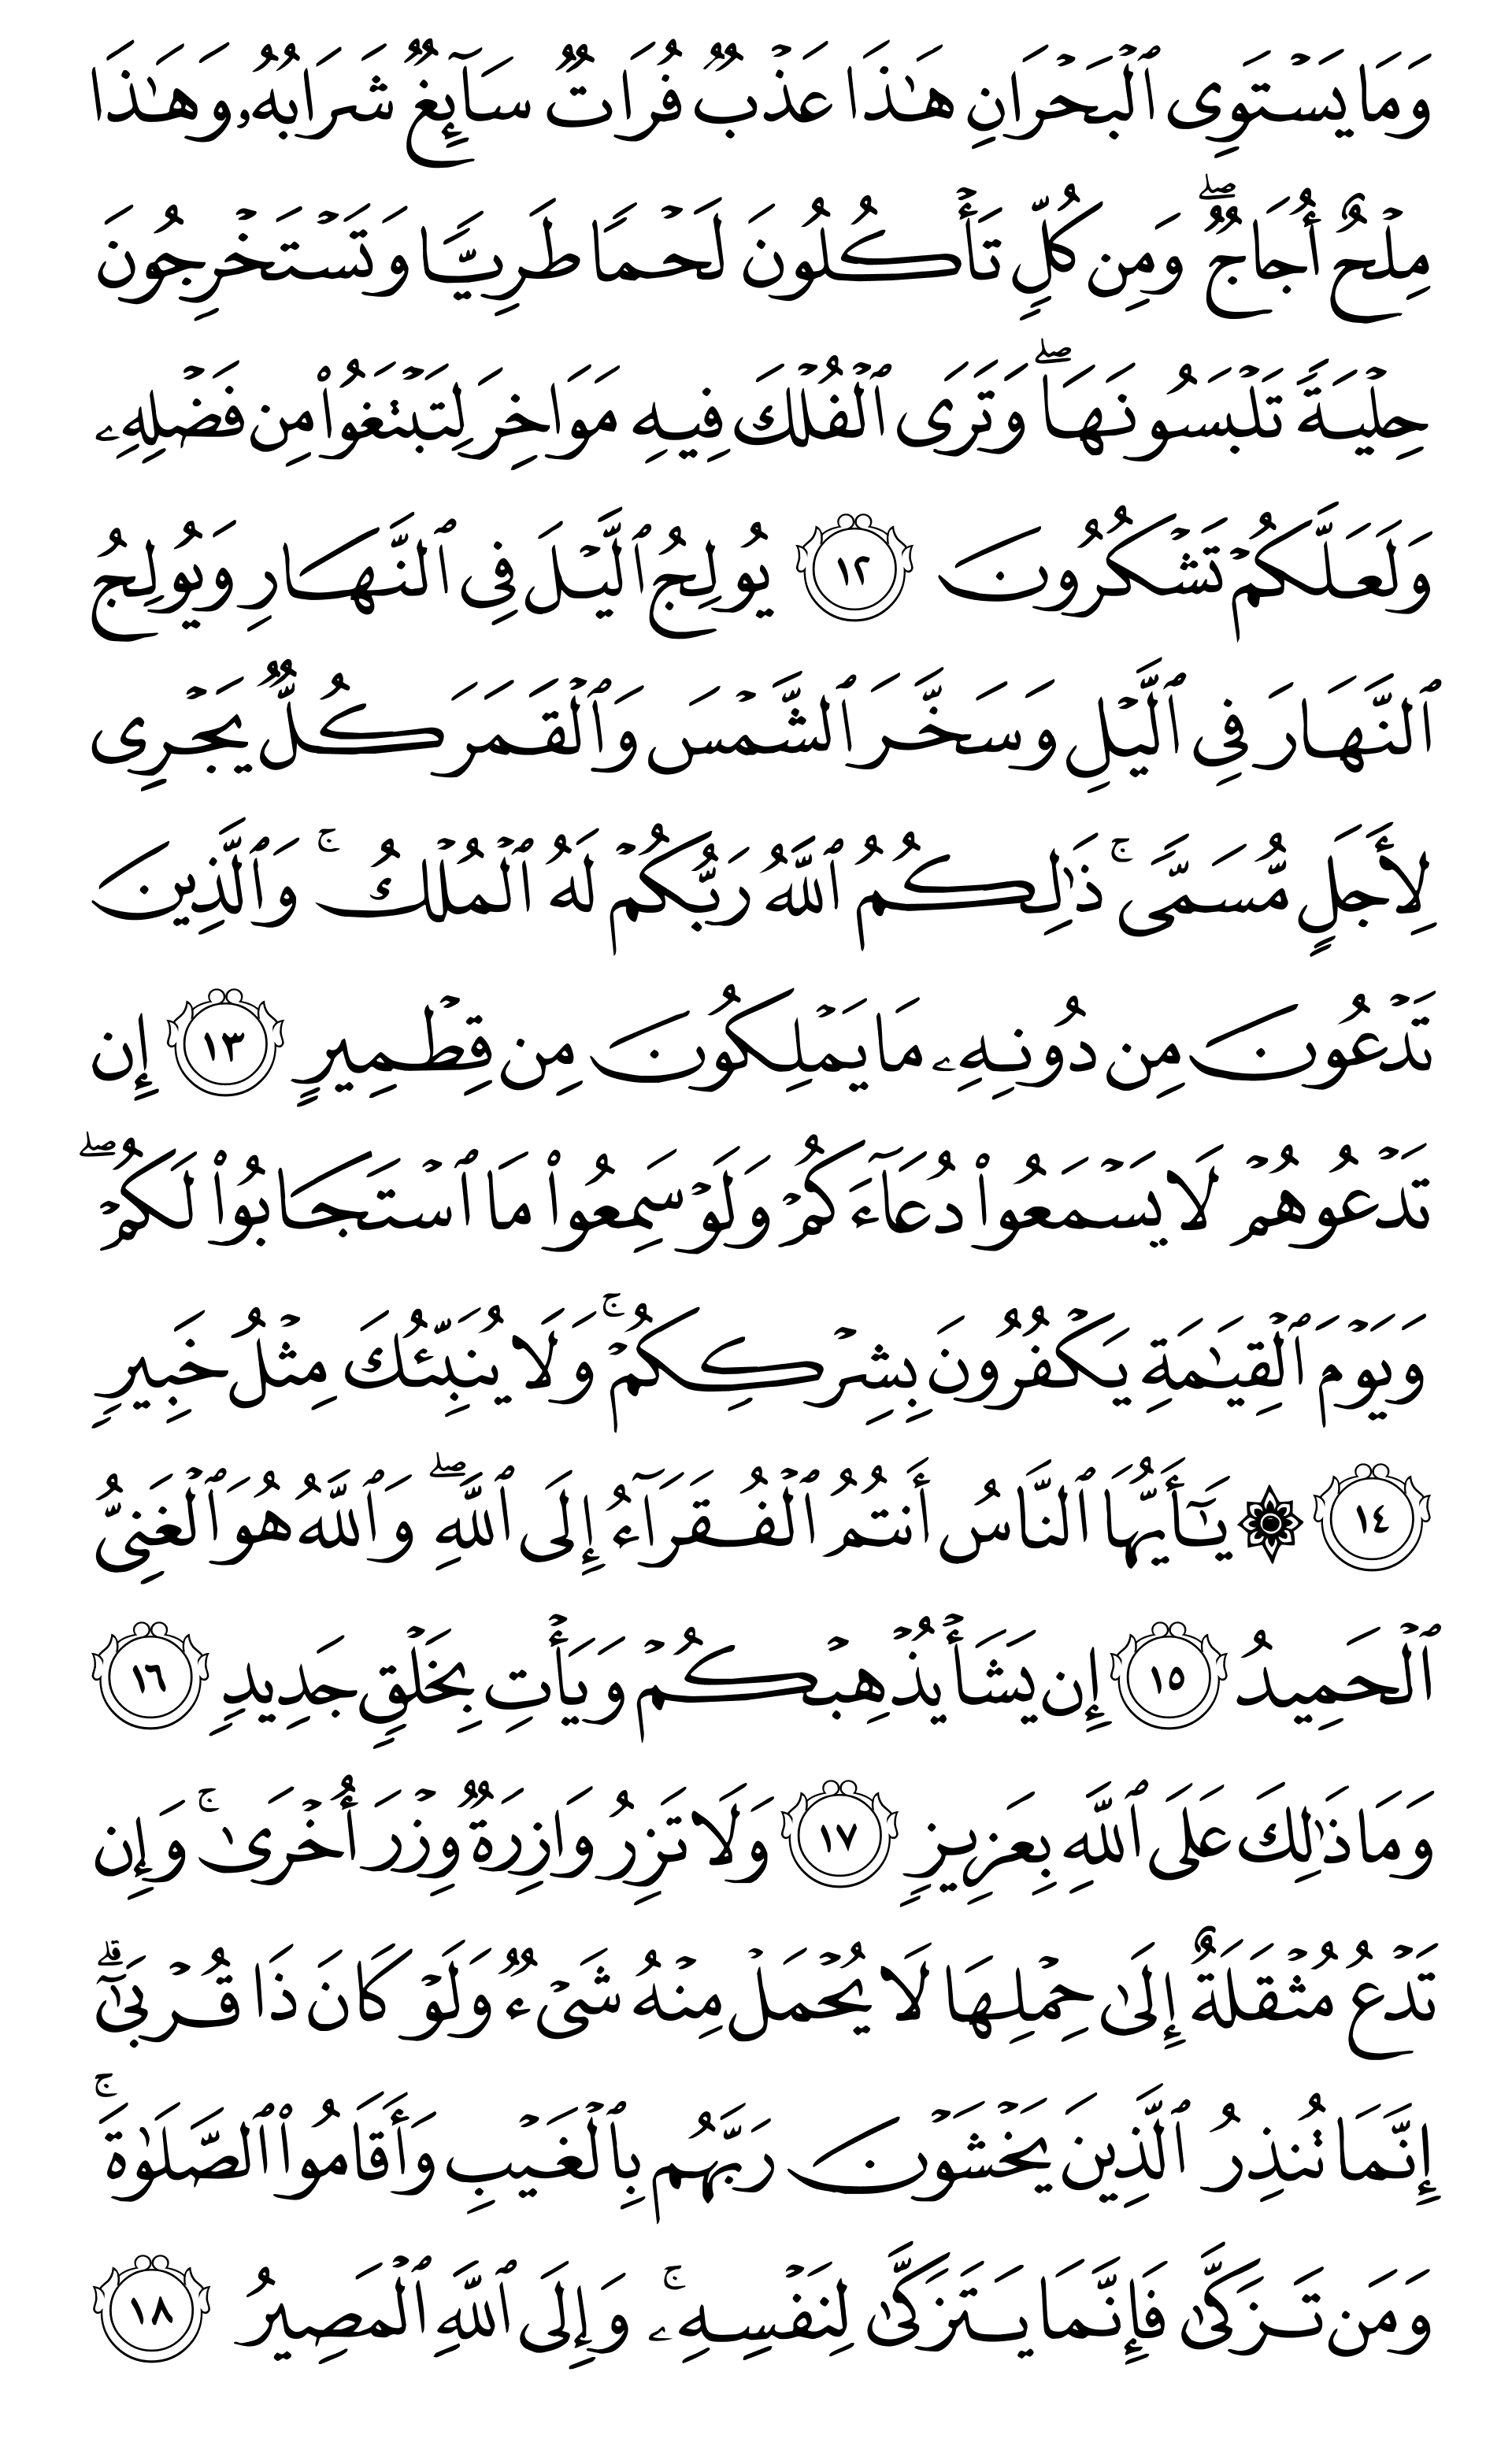 وَمَا يَسْتَوِى ٱلْبَحْرَانِ هَـٰذَا عَذْبٌ فُرَاتٌ سَآئِغٌ شَرَابُهُۥ وَهَـٰذَا
مِلْحٌ أُجَاجٌ ۖ وَمِن كُلٍّ تَأْكُلُونَ لَحْمًا طَرِيًّا وَتَسْتَخْرِجُونَ
حِلْيَةً تَلْبَسُونَهَا ۖ وَتَرَى ٱلْفُلْكَ فِيهِ مَوَاخِرَ لِتَبْتَغُوا۟ مِن فَضْلِهِۦ
وَلَعَلَّكُمْ تَشْكُرُونَ ١٢ يُولِجُ ٱلَّيْلَ فِى ٱلنَّهَارِ وَيُولِجُ
ٱلنَّهَارَ فِى ٱلَّيْلِ وَسَخَّرَ ٱلشَّمْسَ وَٱلْقَمَرَ كُلٌّ يَجْرِى
لِأَجَلٍ مُّسَمًّى ۚ ذَٰلِكُمُ ٱللَّهُ رَبُّكُمْ لَهُ ٱلْمُلْكُ ۚ وَٱلَّذِينَ
تَدْعُونَ مِن دُونِهِۦ مَا يَمْلِكُونَ مِن قِطْمِيرٍ ١٣ إِن
تَدْعُوهُمْ لَا يَسْمَعُوا۟ دُعَآءَكُمْ وَلَوْ سَمِعُوا۟ مَا ٱسْتَجَابُوا۟ لَكُمْ ۖ
وَيَوْمَ ٱلْقِيَـٰمَةِ يَكْفُرُونَ بِشِرْكِكُمْ ۚ وَلَا يُنَبِّئُكَ مِثْلُ خَبِيرٍ
١٤ ۞ يَـٰٓأَيُّهَا ٱلنَّاسُ أَنتُمُ ٱلْفُقَرَآءُ إِلَى ٱللَّهِ ۖ وَٱللَّهُ هُوَ ٱلْغَنِىُّ
ٱلْحَمِيدُ ١٥ إِن يَشَأْ يُذْهِبْكُمْ وَيَأْتِ بِخَلْقٍ جَدِيدٍ ١٦
وَمَا ذَٰلِكَ عَلَى ٱللَّهِ بِعَزِيزٍ ١٧ وَلَا تَزِرُ وَازِرَةٌ وِزْرَ أُخْرَىٰ ۚ وَإِن
تَدْعُ مُثْقَلَةٌ إِلَىٰ حِمْلِهَا لَا يُحْمَلْ مِنْهُ شَىْءٌ وَلَوْ كَانَ ذَا قُرْبَىٰٓ ۗ
إِنَّمَا تُنذِرُ ٱلَّذِينَ يَخْشَوْنَ رَبَّهُم بِٱلْغَيْبِ وَأَقَامُوا۟ ٱلصَّلَوٰةَ ۚ
وَمَن تَزَكَّىٰ فَإِنَّمَا يَتَزَكَّىٰ لِنَفْسِهِۦ ۚ وَإِلَى ٱللَّهِ ٱلْمَصِيرُ ١٨